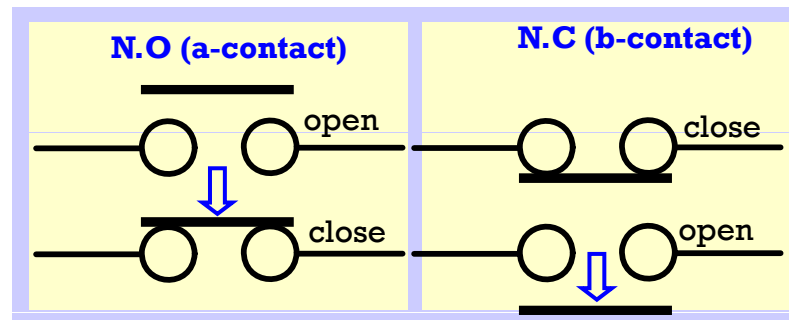 N.O (a-contact)
open
close
N.C (b-contact)
close
open